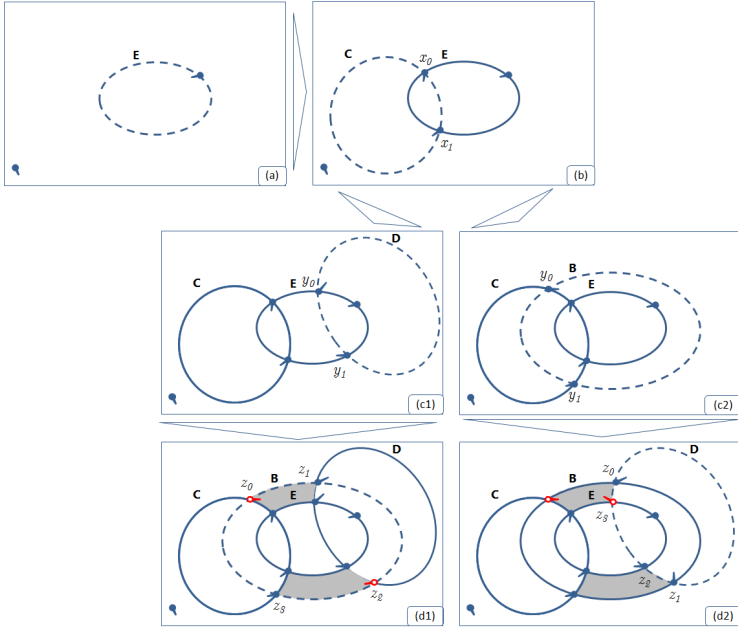 E
(a)
C
x₀
E
x₁
(b)
C
E
y₀
D
y₁
(c1)
C
y₀
B
E
y₁
(c2)
C
z₀
B
E
z₁
D
z₃
z₂
(d1)
C
B
E
z₀
D
z₃
z₂
z₁
(d2)